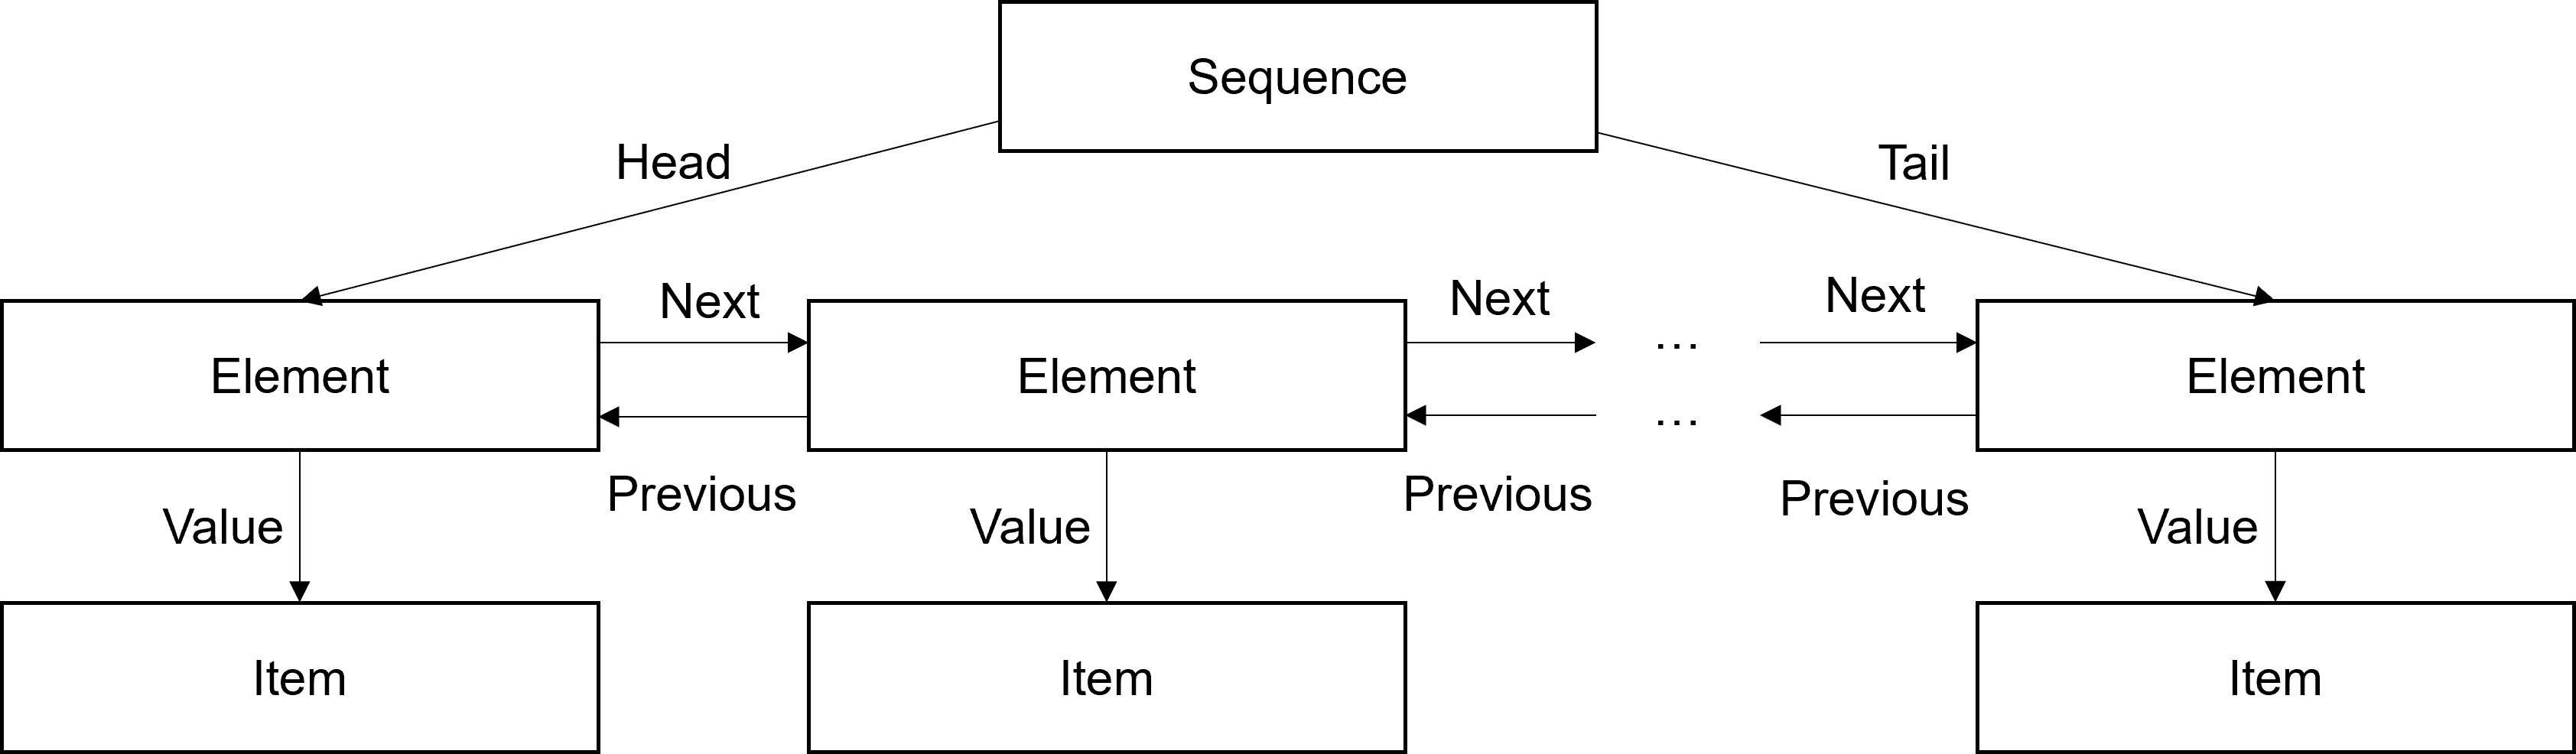 Sequence
Head
Tail
Next
Next
Next
Element
Element
...
Element
...
Previous
Previous
Previous
Value
Value
Value
Item
Item
Item